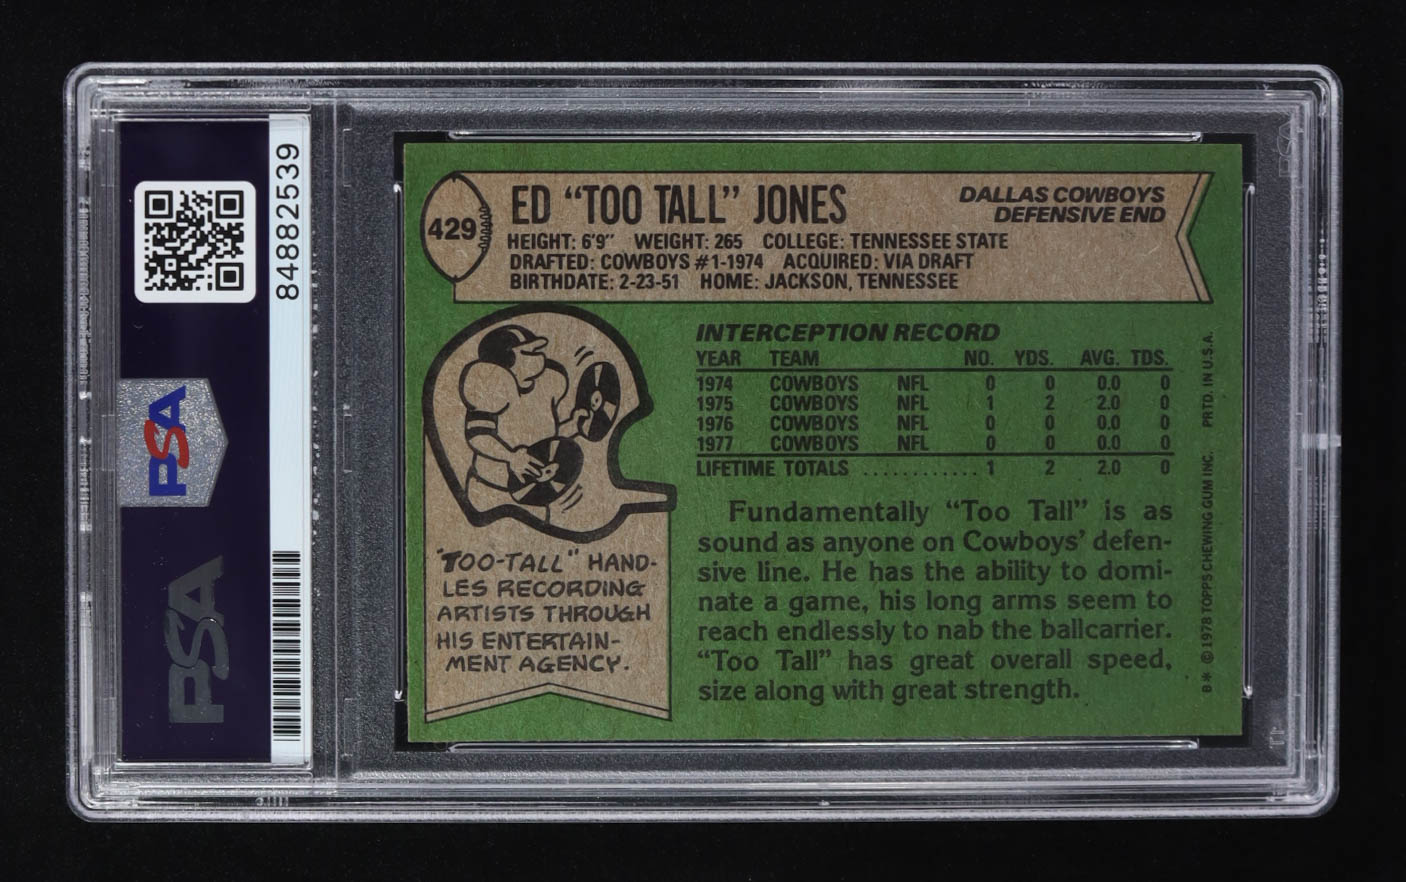 84882539
PSA
PSA
429
ED "TOO TALL" JONES
DALLAS COWBOYS
DEFENSIVE END
HEIGHT: 6'9" WEIGHT: 265 COLLEGE: TENNESSEE STATE
DRAFTED: COWBOYS #1-1974 ACQUIRED: VIA DRAFT
BIRTHDATE: 2-23-51 HOME: JACKSON, TENNESSEE
"TOO-TALL" HAND-
LES RECORDING
ARTISTS THROUGH
HIS ENTERTAIN-
MENT AGENCY.
INTERCEPTION RECORD
YEAR TEAM NO. YDS. AVG. TDS.
1974 COWBOYS NFL 0 0 0.0 0
1975 COWBOYS NFL 1 2 2.0 0
1976 COWBOYS NFL 0 0 0.0 0
1977 COWBOYS NFL 0 0 0.0 0
LIFETIME TOTALS ............ 1 2 2.0 0
Fundamentally "Too Tall" is as
sound as anyone on Cowboys' defen-
sive line. He has the ability to domi-
nate a game, his long arms seem to
reach endlessly to nab the ballcarrier.
"Too Tall" has great overall speed,
size along with great strength.
B* © 1978 TOPPS CHEWING GUM INC. PRTD. IN U.S.A.